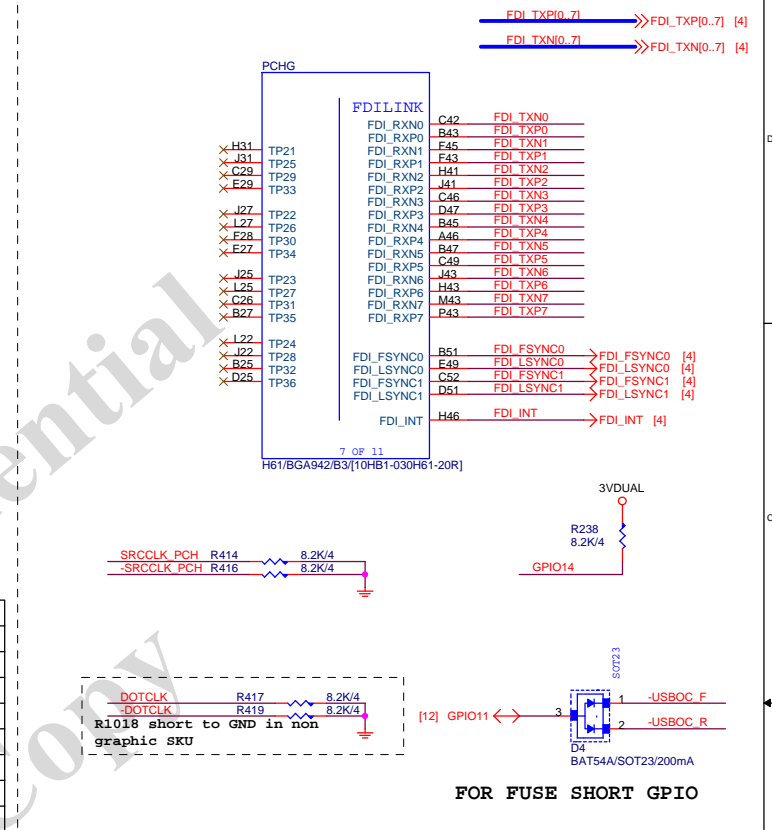 FDI_TXP[0..7] FDI_TXP[0..7] [4]
FDI_TXN[0..7] FDI_TXN[0..7] [4]
PCHG
FDILINK
D
FDI_RXN0 C42 FDI_TXN0
FDI_RXP0 B43 FDI_TXP0
H31 TP21 FDI_RXN1 F45 FDI_TXN1
J31 TP25 FDI_RXP1 F43 FDI_TXP1
C29 TP29 FDI_RXN2 H41 FDI_TXN2
E29 TP33 FDI_RXP2 J41 FDI_TXP2
FDI_RXN3 C46 FDI_TXN3
J27 TP22 FDI_RXP3 D47 FDI_TXP3
L27 TP26 FDI_RXN4 B45 FDI_TXN4
F28 TP30 FDI_RXP4 A46 FDI_TXP4
E27 TP34 FDI_RXN5 B47 FDI_TXN5
FDI_RXP5 C49 FDI_TXP5
J25 TP23 FDI_RXN6 J43 FDI_TXN6
L25 TP27 FDI_RXP6 H43 FDI_TXP6
C26 TP31 FDI_RXN7 M43 FDI_TXN7
B27 TP35 FDI_RXP7 P43 FDI_TXP7
L22 TP24
J22 TP28 FDI_FSYNC0 B51 FDI_FSYNC0 FDI_FSYNC0 [4]
B25 TP32 FDI_LSYNC0 E49 FDI_LSYNC0 FDI_LSYNC0 [4]
D25 TP36 FDI_FSYNC1 C52 FDI_FSYNC1 FDI_FSYNC1 [4]
FDI_LSYNC1 D51 FDI_LSYNC1 FDI_LSYNC1 [4]
FDI_INT H46 FDI_INT FDI_INT [4]
7 OF 11
H61/BGA942/B3/[10HB1-030H61-20R]
3VDUAL
C
R238
8.2K/4
GPIO14
SRCCLK_PCH R414 8.2K/4
-SRCCLK_PCH R416 8.2K/4
DOTCLK R417 8.2K/4
-DOTCLK R419 8.2K/4
R1018 short to GND in non
graphic SKU
SOT23
1 -USBOC_F
[12] GPIO11 3
2 -USBOC_R
D4
BAT54A/SOT23/200mA
FOR FUSE SHORT GPIO
ential
Copy